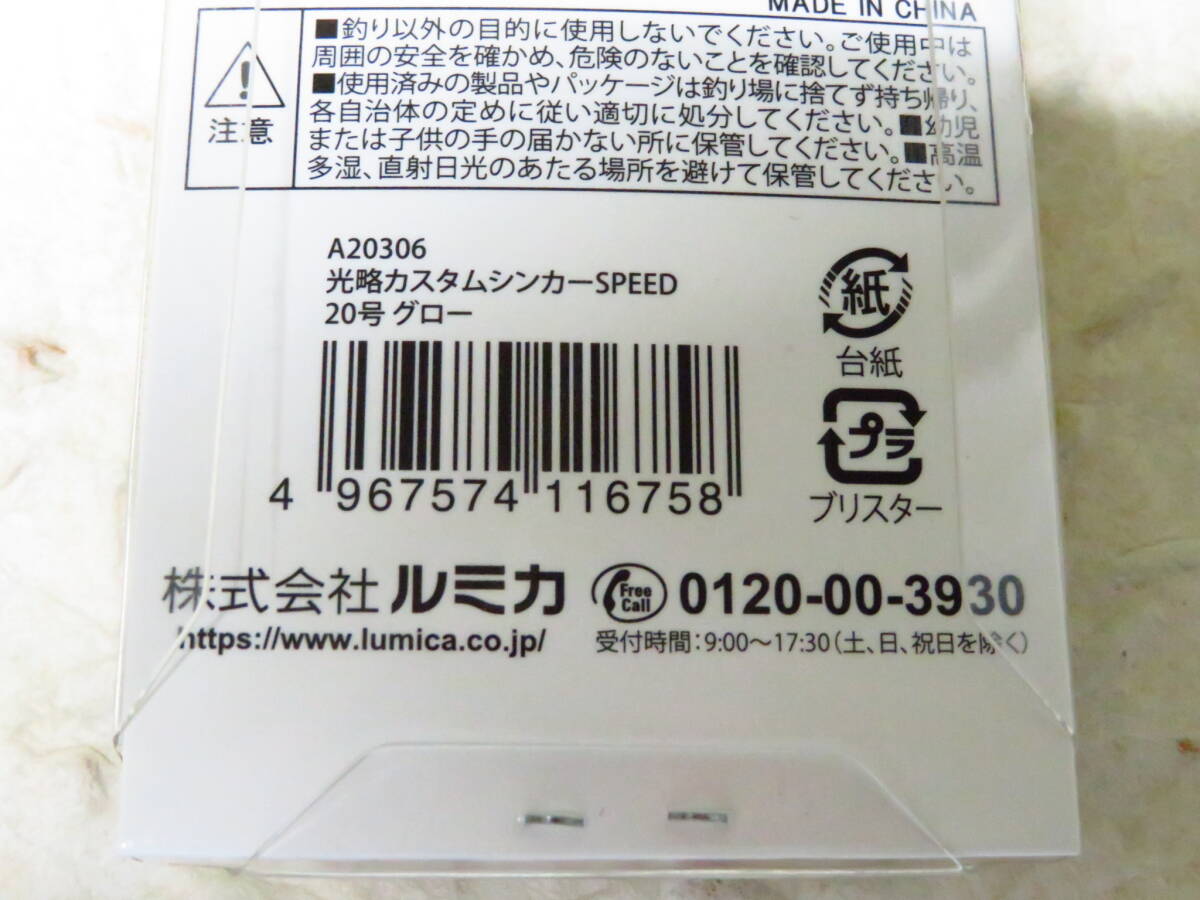 MADE IN CHINA
■釣り以外の目的に使用しないでください。ご使用中は
周囲の安全を確かめ、危険のないことを確認してください。
■使用済みの製品やパッケージは釣り場に捨てず持ち帰り、
各自治体の定めに従い適切に処分してください。■幼児
または子供の手の届かない所に保管してください。■高温
多湿、直射日光のあたる場所を避けて保管してください。
注意
A20306
光略カスタムシンカーSPEED
20号 グロー
4 967574 116758
紙
台紙
プラ
ブリスター
株式会社ルミカ Free Call 0120-00-3930
https://www.lumica.co.jp/ 受付時間:9:00〜17:30(土、日、祝日を除く)